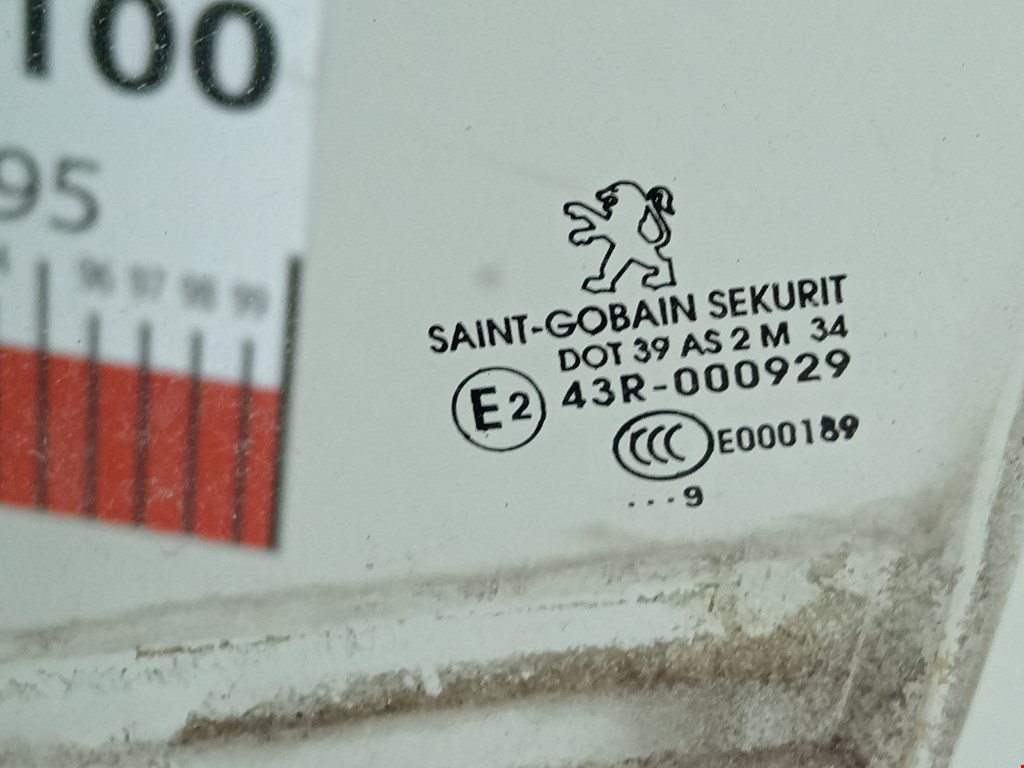 100
95
96 97 98 99
SAINT-GOBAIN SEKURIT
DOT 39 AS 2 M 34
E2 43R-000929
CCC E000189
...9